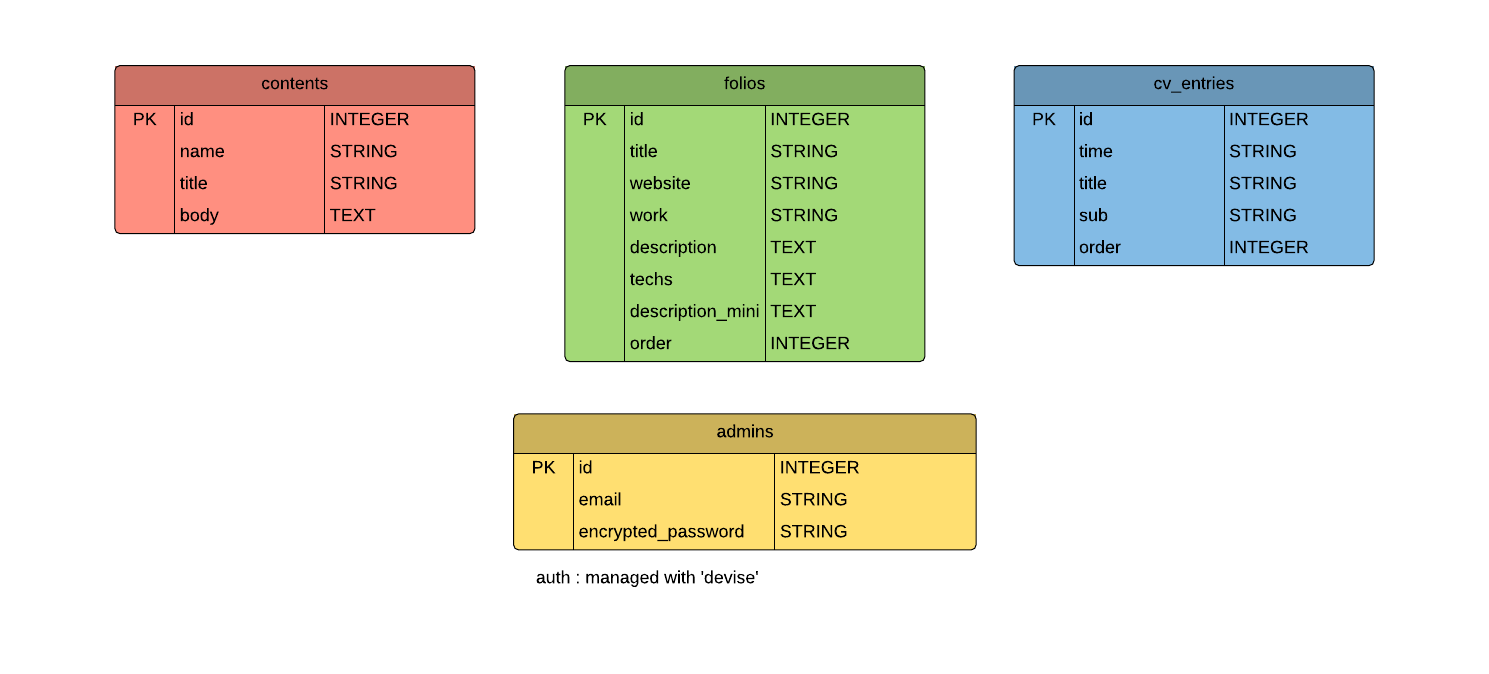 contents
PK id INTEGER
name STRING
title STRING
body TEXT
folios
PK id INTEGER
title STRING
website STRING
work STRING
description TEXT
techs TEXT
description_mini TEXT
order INTEGER
cv_entries
PK id INTEGER
time STRING
title STRING
sub STRING
order INTEGER
admins
PK id INTEGER
email STRING
encrypted_password STRING
auth : managed with 'devise'